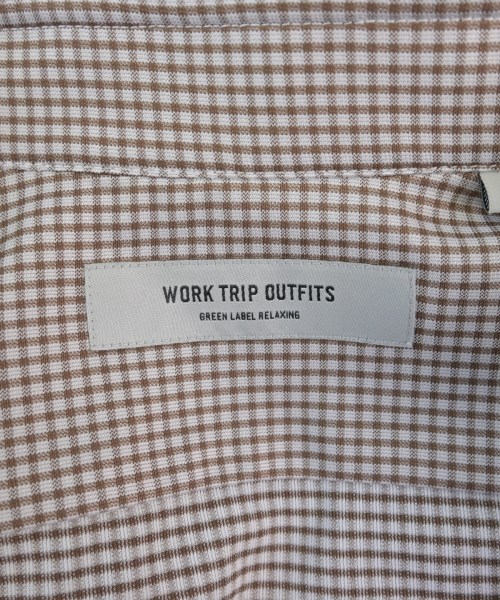 WORK TRIP OUTFITS
GREEN LABEL RELAXING